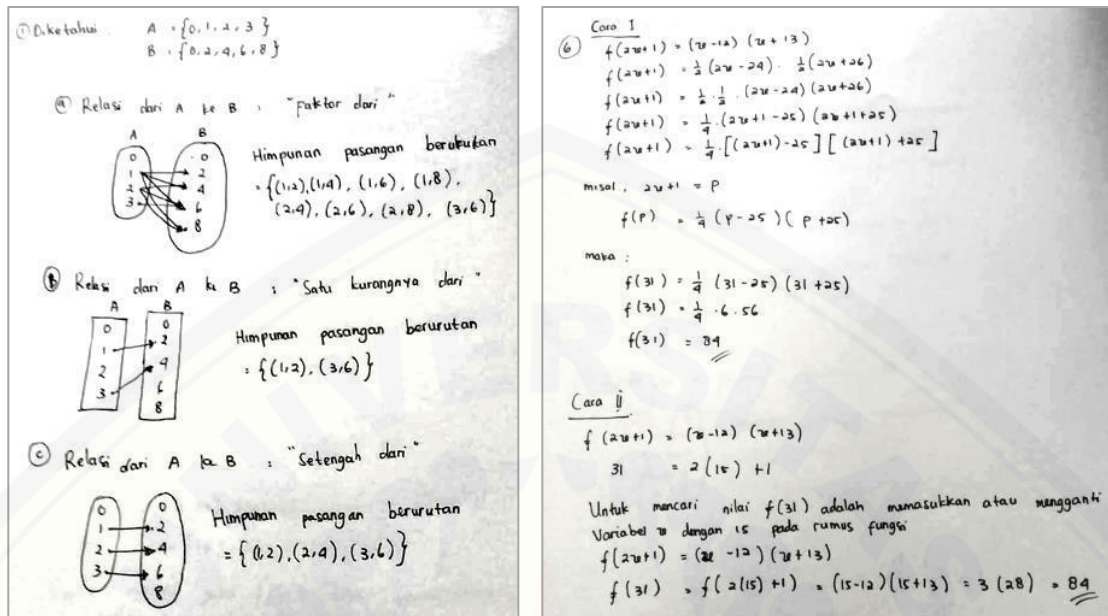 ① Diketahui A = {0, 1, 2, 3}
B = {0, 2, 4, 6, 8}
ⓐ Relasi dari A ke B : "Faktor dari"
A B
0 0
1 2
2 4
3 6
8
Himpunan pasangan berukutan
= {(1,2), (1,4), (1,6), (1,8),
(2,4), (2,6), (2,8), (3,6)}
ⓑ Relasi dari A ke B : "Satu kurangnya dari"
A B
0 0
1 2
2 4
3 6
8
Himpunan pasangan berurutan
: {(1,2), (3,6)}
ⓒ Relasi dari A ke B : "Setengah dari"
0 0
1 2
2 4
3 6
8
Himpunan pasangan berurutan
= {(1,2), (2,4), (3,6)}
⑥ Cara I
f(2x+1) = (x-12) (x+13)
f(2x+1) = 1/2 (2x-24) . 1/2 (2x+26)
f(2x+1) = 1/2 . 1/2 . (2x-24) (2x+26)
f(2x+1) = 1/4 . (2x+1-25) (2x+1+25)
f(2x+1) = 1/4 . [(2x+1)-25] [(2x+1)+25]
misal, 2x+1 = P
f(P) = 1/4 (P-25) (P+25)
maka :
f(31) = 1/4 (31-25) (31+25)
f(31) = 1/4 . 6 . 56
f(31) = 84
Cara II
f(2x+1) = (x-12) (x+13)
31 = 2(15) + 1
Untuk mencari nilai f(31) adalah memasukkan atau mengganti
Variabel x dengan 15 pada rumus fungsi
f(2x+1) = (x-12) (x+13)
f(31) = f(2(15)+1) = (15-12) (15+13) = 3 (28) = 84